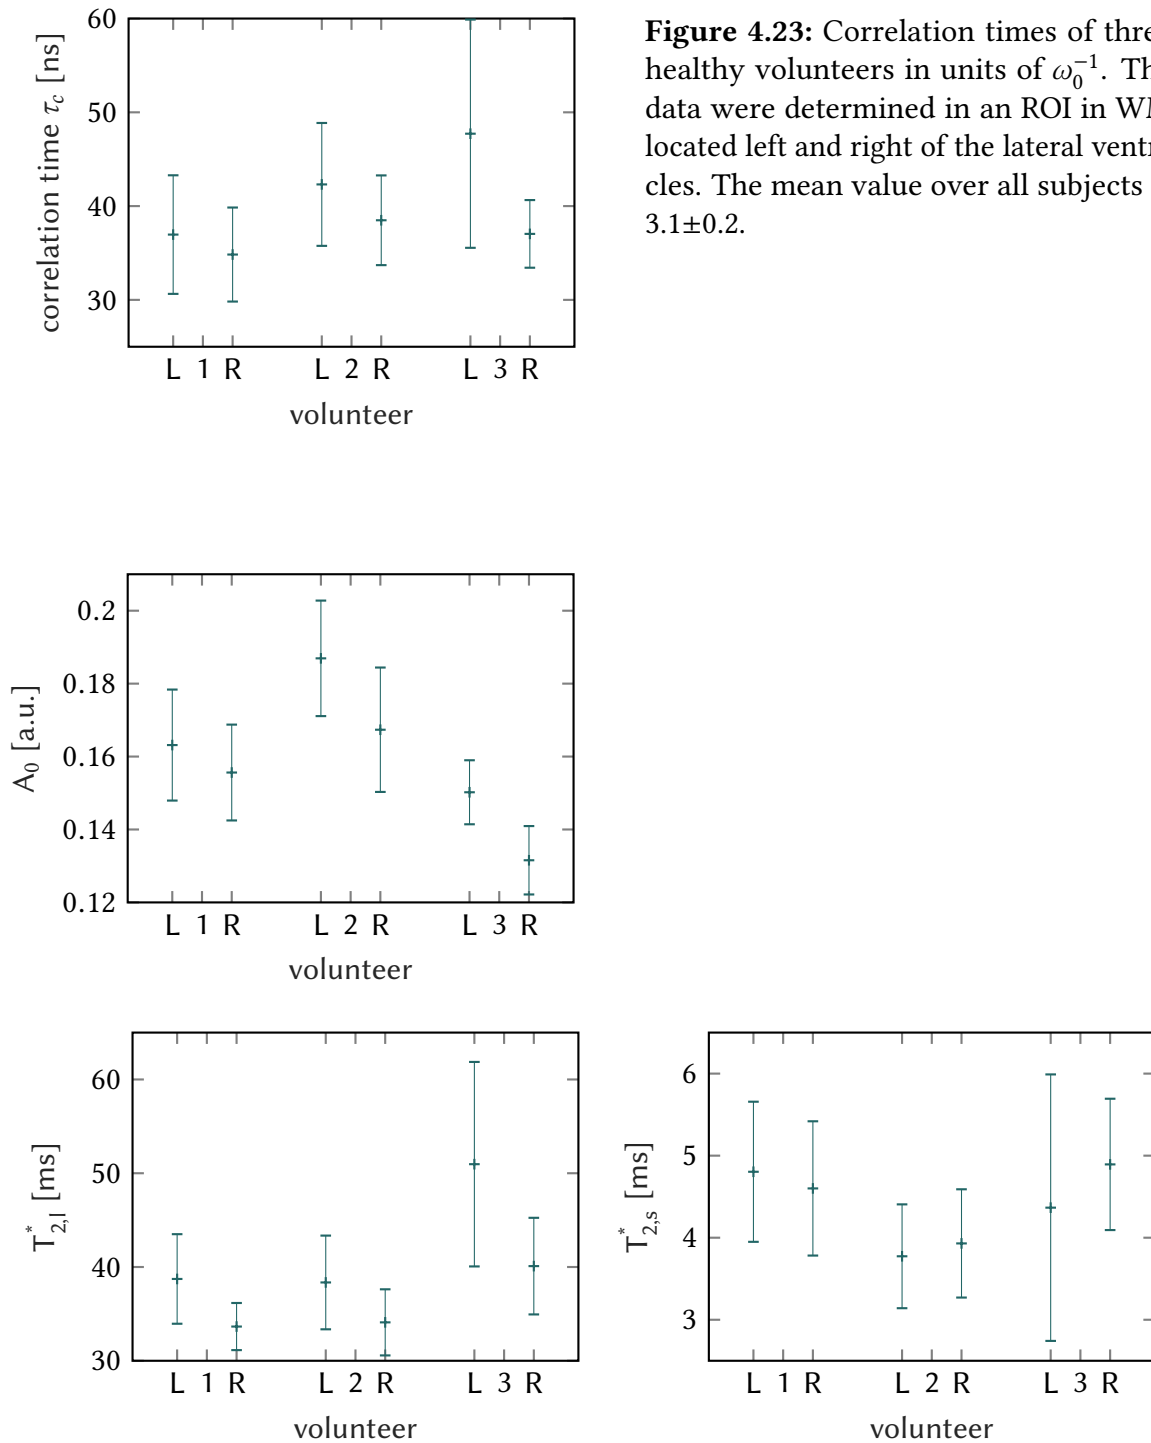 60
50
40
30
correlation time τc [ns]
L 1 R L 2 R L 3 R
volunteer
Figure 4.23: Correlation times of thre
healthy volunteers in units of ω₀⁻¹. Th
data were determined in an ROI in WM
located left and right of the lateral ventr
cles. The mean value over all subjects
3.1±0.2.
0.2
0.18
0.16
0.14
0.12
A₀ [a.u.]
L 1 R L 2 R L 3 R
volunteer
60
50
40
30
T*2,l [ms]
L 1 R L 2 R L 3 R
volunteer
6
5
4
3
T*2,s [ms]
L 1 R L 2 R L 3 R
volunteer